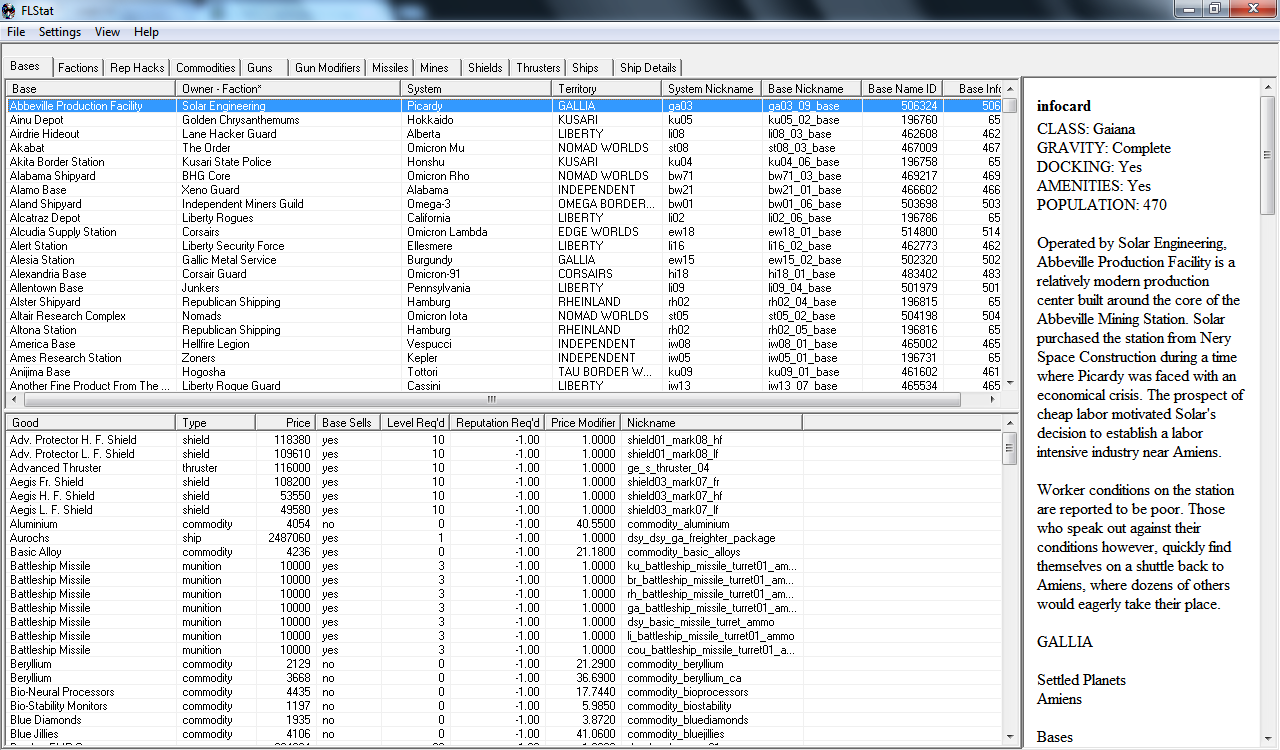 FLStat
File Settings View Help
Bases Factions Rep Hacks Commodities Guns Gun Modifiers Missiles Mines Shields Thrusters Ships Ship Details
Base Owner - Faction* System Territory System Nickname Base Nickname Base Name ID Base Info
Abbeville Production Facility Solar Engineering Picardy GALLIA ga03 ga03_09_base 506324 506
Ainu Depot Golden Chrysanthemums Hokkaido KUSARI ku05 ku05_02_base 196760 65
Airdrie Hideout Lane Hacker Guard Alberta LIBERTY li08 li08_03_base 462608 462
Akabat The Order Omicron Mu NOMAD WORLDS st08 st08_03_base 467009 467
Akita Border Station Kusari State Police Honshu KUSARI ku04 ku04_06_base 196758 65
Alabama Shipyard BHG Core Omicron Rho NOMAD WORLDS bw71 bw71_03_base 469217 469
Alamo Base Xeno Guard Alabama INDEPENDENT bw21 bw21_01_base 466602 466
Aland Shipyard Independent Miners Guild Omega-3 OMEGA BORDER... bw01 bw01_06_base 503698 503
Alcatraz Depot Liberty Rogues California LIBERTY li02 li02_06_base 196786 65
Alcudia Supply Station Corsairs Omicron Lambda EDGE WORLDS ew18 ew18_01_base 514800 514
Alert Station Liberty Security Force Ellesmere LIBERTY li16 li16_02_base 462773 462
Alesia Station Gallic Metal Service Burgundy GALLIA ew15 ew15_02_base 502320 502
Alexandria Base Corsair Guard Omicron-91 CORSAIRS hi18 hi18_01_base 483402 483
Allentown Base Junkers Pennsylvania LIBERTY li09 li09_04_base 501979 501
Alster Shipyard Republican Shipping Hamburg RHEINLAND rh02 rh02_04_base 196815 65
Altair Research Complex Nomads Omicron Iota NOMAD WORLDS st05 st05_02_base 504198 504
Altona Station Republican Shipping Hamburg RHEINLAND rh02 rh02_05_base 196816 65
America Base Hellfire Legion Vespucci INDEPENDENT iw08 iw08_01_base 465002 465
Ames Research Station Zoners Kepler INDEPENDENT iw05 iw05_01_base 196731 65
Anijima Base Hogosha Tottori TAU BORDER W... ku09 ku09_01_base 461602 461
Another Fine Product From The ... Liberty Rogue Guard Cassini LIBERTY iw13 iw13_07_base 465534 465
Good Type Price Base Sells Level Req'd Reputation Req'd Price Modifier Nickname
Adv. Protector H. F. Shield shield 118380 yes 10 -1.00 1.0000 shield01_mark08_hf
Adv. Protector L. F. Shield shield 109610 yes 10 -1.00 1.0000 shield01_mark08_lf
Advanced Thruster thruster 116000 yes 10 -1.00 1.0000 ge_s_thruster_04
Aegis Fr. Shield shield 108200 yes 10 -1.00 1.0000 shield03_mark07_fr
Aegis H. F. Shield shield 53550 yes 10 -1.00 1.0000 shield03_mark07_hf
Aegis L. F. Shield shield 49580 yes 10 -1.00 1.0000 shield03_mark07_lf
Aluminium commodity 4054 no 0 -1.00 40.5500 commodity_aluminium
Aurochs ship 2487060 yes 1 -1.00 1.0000 dsy_dsy_ga_freighter_package
Basic Alloy commodity 4236 yes 0 -1.00 21.1800 commodity_basic_alloys
Battleship Missile munition 10000 yes 3 -1.00 1.0000 ku_battleship_missile_turret01_am...
Battleship Missile munition 10000 yes 3 -1.00 1.0000 br_battleship_missile_turret01_am...
Battleship Missile munition 10000 yes 3 -1.00 1.0000 rh_battleship_missile_turret01_am...
Battleship Missile munition 10000 yes 3 -1.00 1.0000 ga_battleship_missile_turret01_am...
Battleship Missile munition 10000 yes 3 -1.00 1.0000 dsy_basic_missile_turret_ammo
Battleship Missile munition 10000 yes 3 -1.00 1.0000 li_battleship_missile_turret01_ammo
Battleship Missile munition 10000 yes 3 -1.00 1.0000 cou_battleship_missile_turret01_a...
Beryllium commodity 2129 no 0 -1.00 21.2900 commodity_beryllium
Beryllium commodity 3668 no 0 -1.00 36.6900 commodity_beryllium_ca
Bio-Neural Processors commodity 4435 no 0 -1.00 17.7440 commodity_bioprocessors
Bio-Stability Monitors commodity 1197 no 0 -1.00 5.9850 commodity_biostability
Blue Diamonds commodity 1935 no 0 -1.00 3.8720 commodity_bluediamonds
Blue Jillies commodity 4106 no 0 -1.00 41.0600 commodity_bluejillies
infocard
CLASS: Gaiana
GRAVITY: Complete
DOCKING: Yes
AMENITIES: Yes
POPULATION: 470
Operated by Solar Engineering,
Abbeville Production Facility is a
relatively modern production
center built around the core of the
Abbeville Mining Station. Solar
purchased the station from Nery
Space Construction during a time
where Picardy was faced with an
economical crisis. The prospect of
cheap labor motivated Solar's
decision to establish a labor
intensive industry near Amiens.
Worker conditions on the station
are reported to be poor. Those
who speak out against their
conditions however, quickly find
themselves on a shuttle back to
Amiens, where dozens of others
would eagerly take their place.
GALLIA
Settled Planets
Amiens
Bases